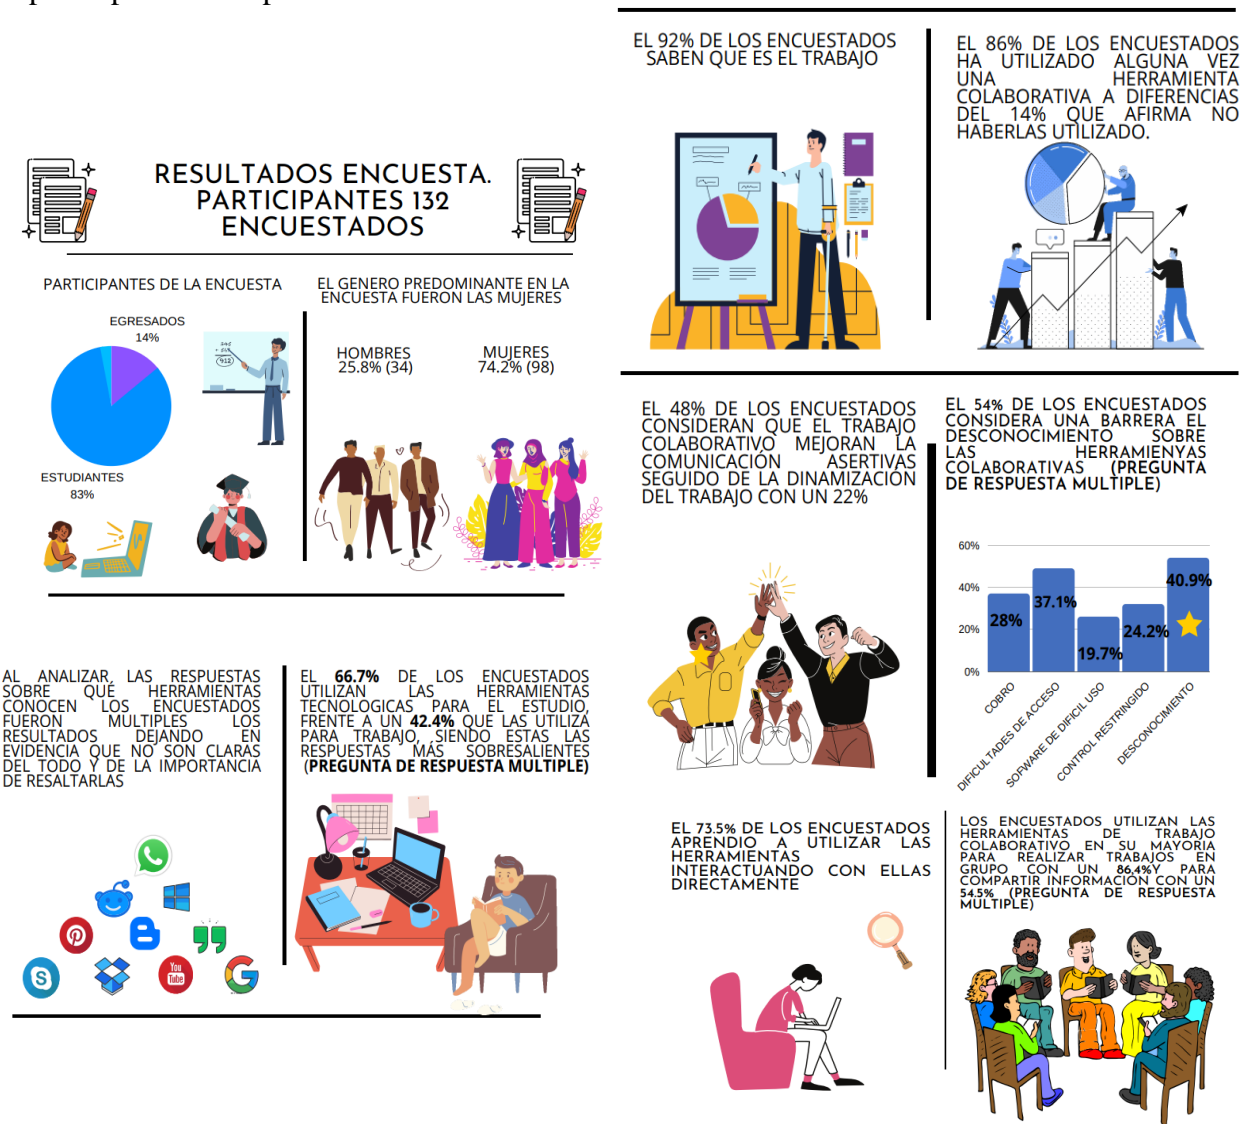 RESULTADOS ENCUESTA.
PARTICIPANTES 132
ENCUESTADOS
PARTICIPANTES DE LA ENCUESTA
EGRESADOS
14%
ESTUDIANTES
83%
EL GENERO PREDOMINANTE EN LA
ENCUESTA FUERON LAS MUJERES
HOMBRES
25.8% (34)
MUJERES
74.2% (98)
AL ANALIZAR, LAS RESPUESTAS
SOBRE QUÉ HERRAMIENTAS
CONOCEN LOS ENCUESTADOS
FUERON MULTIPLES LOS
RESULTADOS DEJANDO EN
EVIDENCIA QUE NO SON CLARAS
DEL TODO Y DE LA IMPORTANCIA
DE RESALTARLAS
You
Tube
EL 66.7% DE LOS ENCUESTADOS
UTILIZAN LAS HERRAMIENTAS
TECNOLOGICAS PARA EL ESTUDIO,
FRENTE A UN 42.4% QUE LAS UTILIZA
PARA TRABAJO, SIENDO ESTAS LAS
RESPUESTAS MÁS SOBRESALIENTES
(PREGUNTA DE RESPUESTA MULTIPLE)
EL 92% DE LOS ENCUESTADOS
SABEN QUE ES EL TRABAJO
EL 86% DE LOS ENCUESTADOS
HA UTILIZADO ALGUNA VEZ
UNA HERRAMIENTA
COLABORATIVA A DIFERENCIAS
DEL 14% QUE AFIRMA NO
HABERLAS UTILIZADO.
EL 48% DE LOS ENCUESTADOS
CONSIDERAN QUE EL TRABAJO
COLABORATIVO MEJORAN LA
COMUNICACIÓN ASERTIVAS
SEGUIDO DE LA DINAMIZACION
DEL TRABAJO CON UN 22%
EL 54% DE LOS ENCUESTADOS
CONSIDERA UNA BARRERA EL
DESCONOCIMIENTO SOBRE
LAS HERRAMIENYAS
COLABORATIVAS (PREGUNTA
DE RESPUESTA MULTIPLE)
60%
40%
20%
0%
28%
37.1%
19.7%
24.2%
40.9%
COBRO
DIFICULTADES DE ACCESO
SOFWARE DE DIFICIL USO
CONTROL RESTRINGIDO
DESCONOCIMIENTO
EL 73.5% DE LOS ENCUESTADOS
APRENDIO A UTILIZAR LAS
HERRAMIENTAS
INTERACTUANDO CON ELLAS
DIRECTAMENTE
LOS ENCUESTADOS UTILIZAN LAS
HERRAMIENTAS DE TRABAJO
COLABORATIVO EN SU MAYORIA
PARA REALIZAR TRABAJOS EN
GRUPO CON UN 86,4%Y PARA
COMPARTIR INFORMACIÓN CON UN
54.5% (PREGUNTA DE RESPUESTA
MULTIPLE)